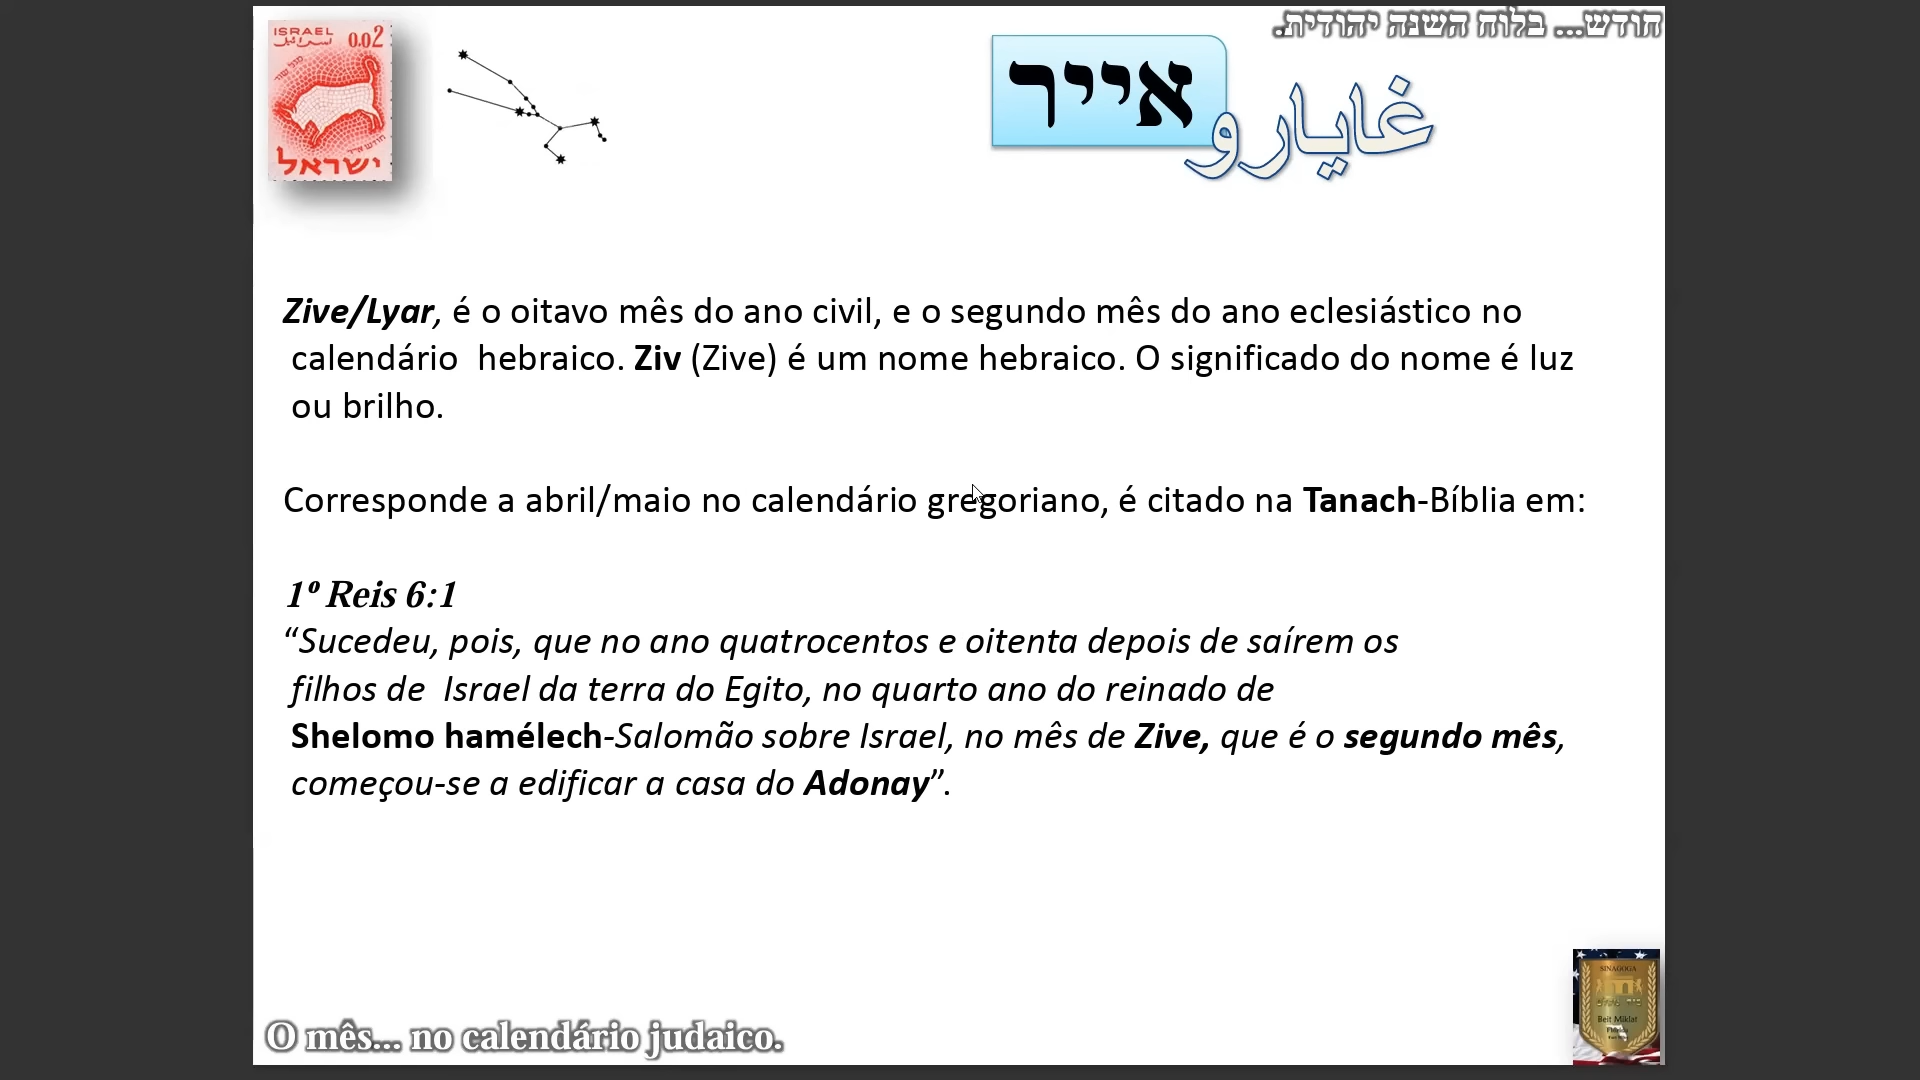 חודש... בלוח השנה יהודית.
ISRAEL
اسرائيل
0.02
מזל שור
חודש אייר
ישראל
אייר
غايارو
Zive/Lyar, é o oitavo mês do ano civil, e o segundo mês do ano eclesiástico no
calendário hebraico. Ziv (Zive) é um nome hebraico. O significado do nome é luz
ou brilho.
Corresponde a abril/maio no calendário gregoriano, é citado na Tanach-Bíblia em:
1º Reis 6:1
“Sucedeu, pois, que no ano quatrocentos e oitenta depois de saírem os
filhos de Israel da terra do Egito, no quarto ano do reinado de
Shelomo hamélech-Salomão sobre Israel, no mês de Zive, que é o segundo mês,
começou-se a edificar a casa do Adonay”.
SINAGOGA
Beit Miklat
O mês... no calendário judaico.